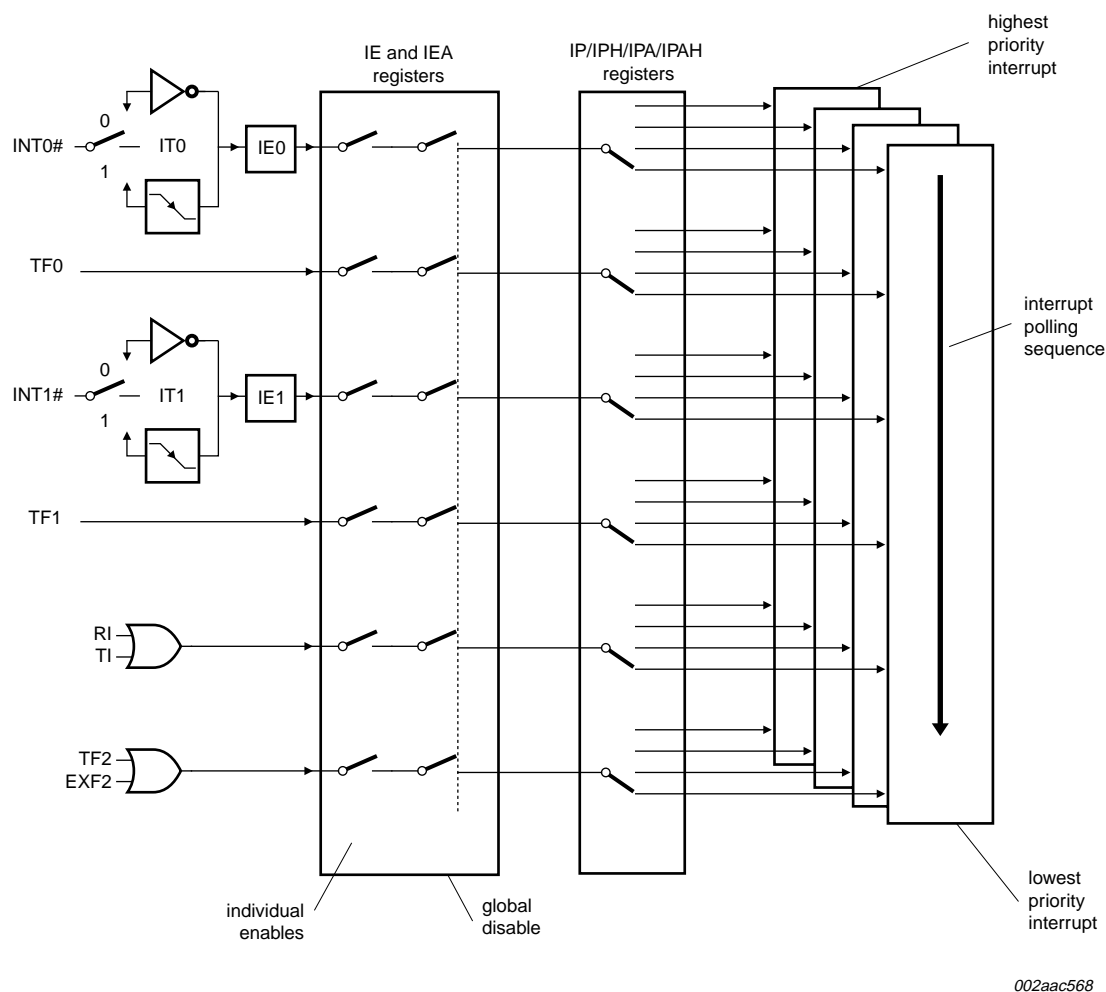 highest
priority
interrupt
IE and IEA
registers
IP/IPH/IPA/IPAH
registers
0
INT0#
IT0
IE0
1
TF0
interrupt
polling
sequence
0
INT1#
IT1
IE1
1
TF1
RI
TI
TF2
EXF2
individual
enables
global
disable
lowest
priority
interrupt
002aac568